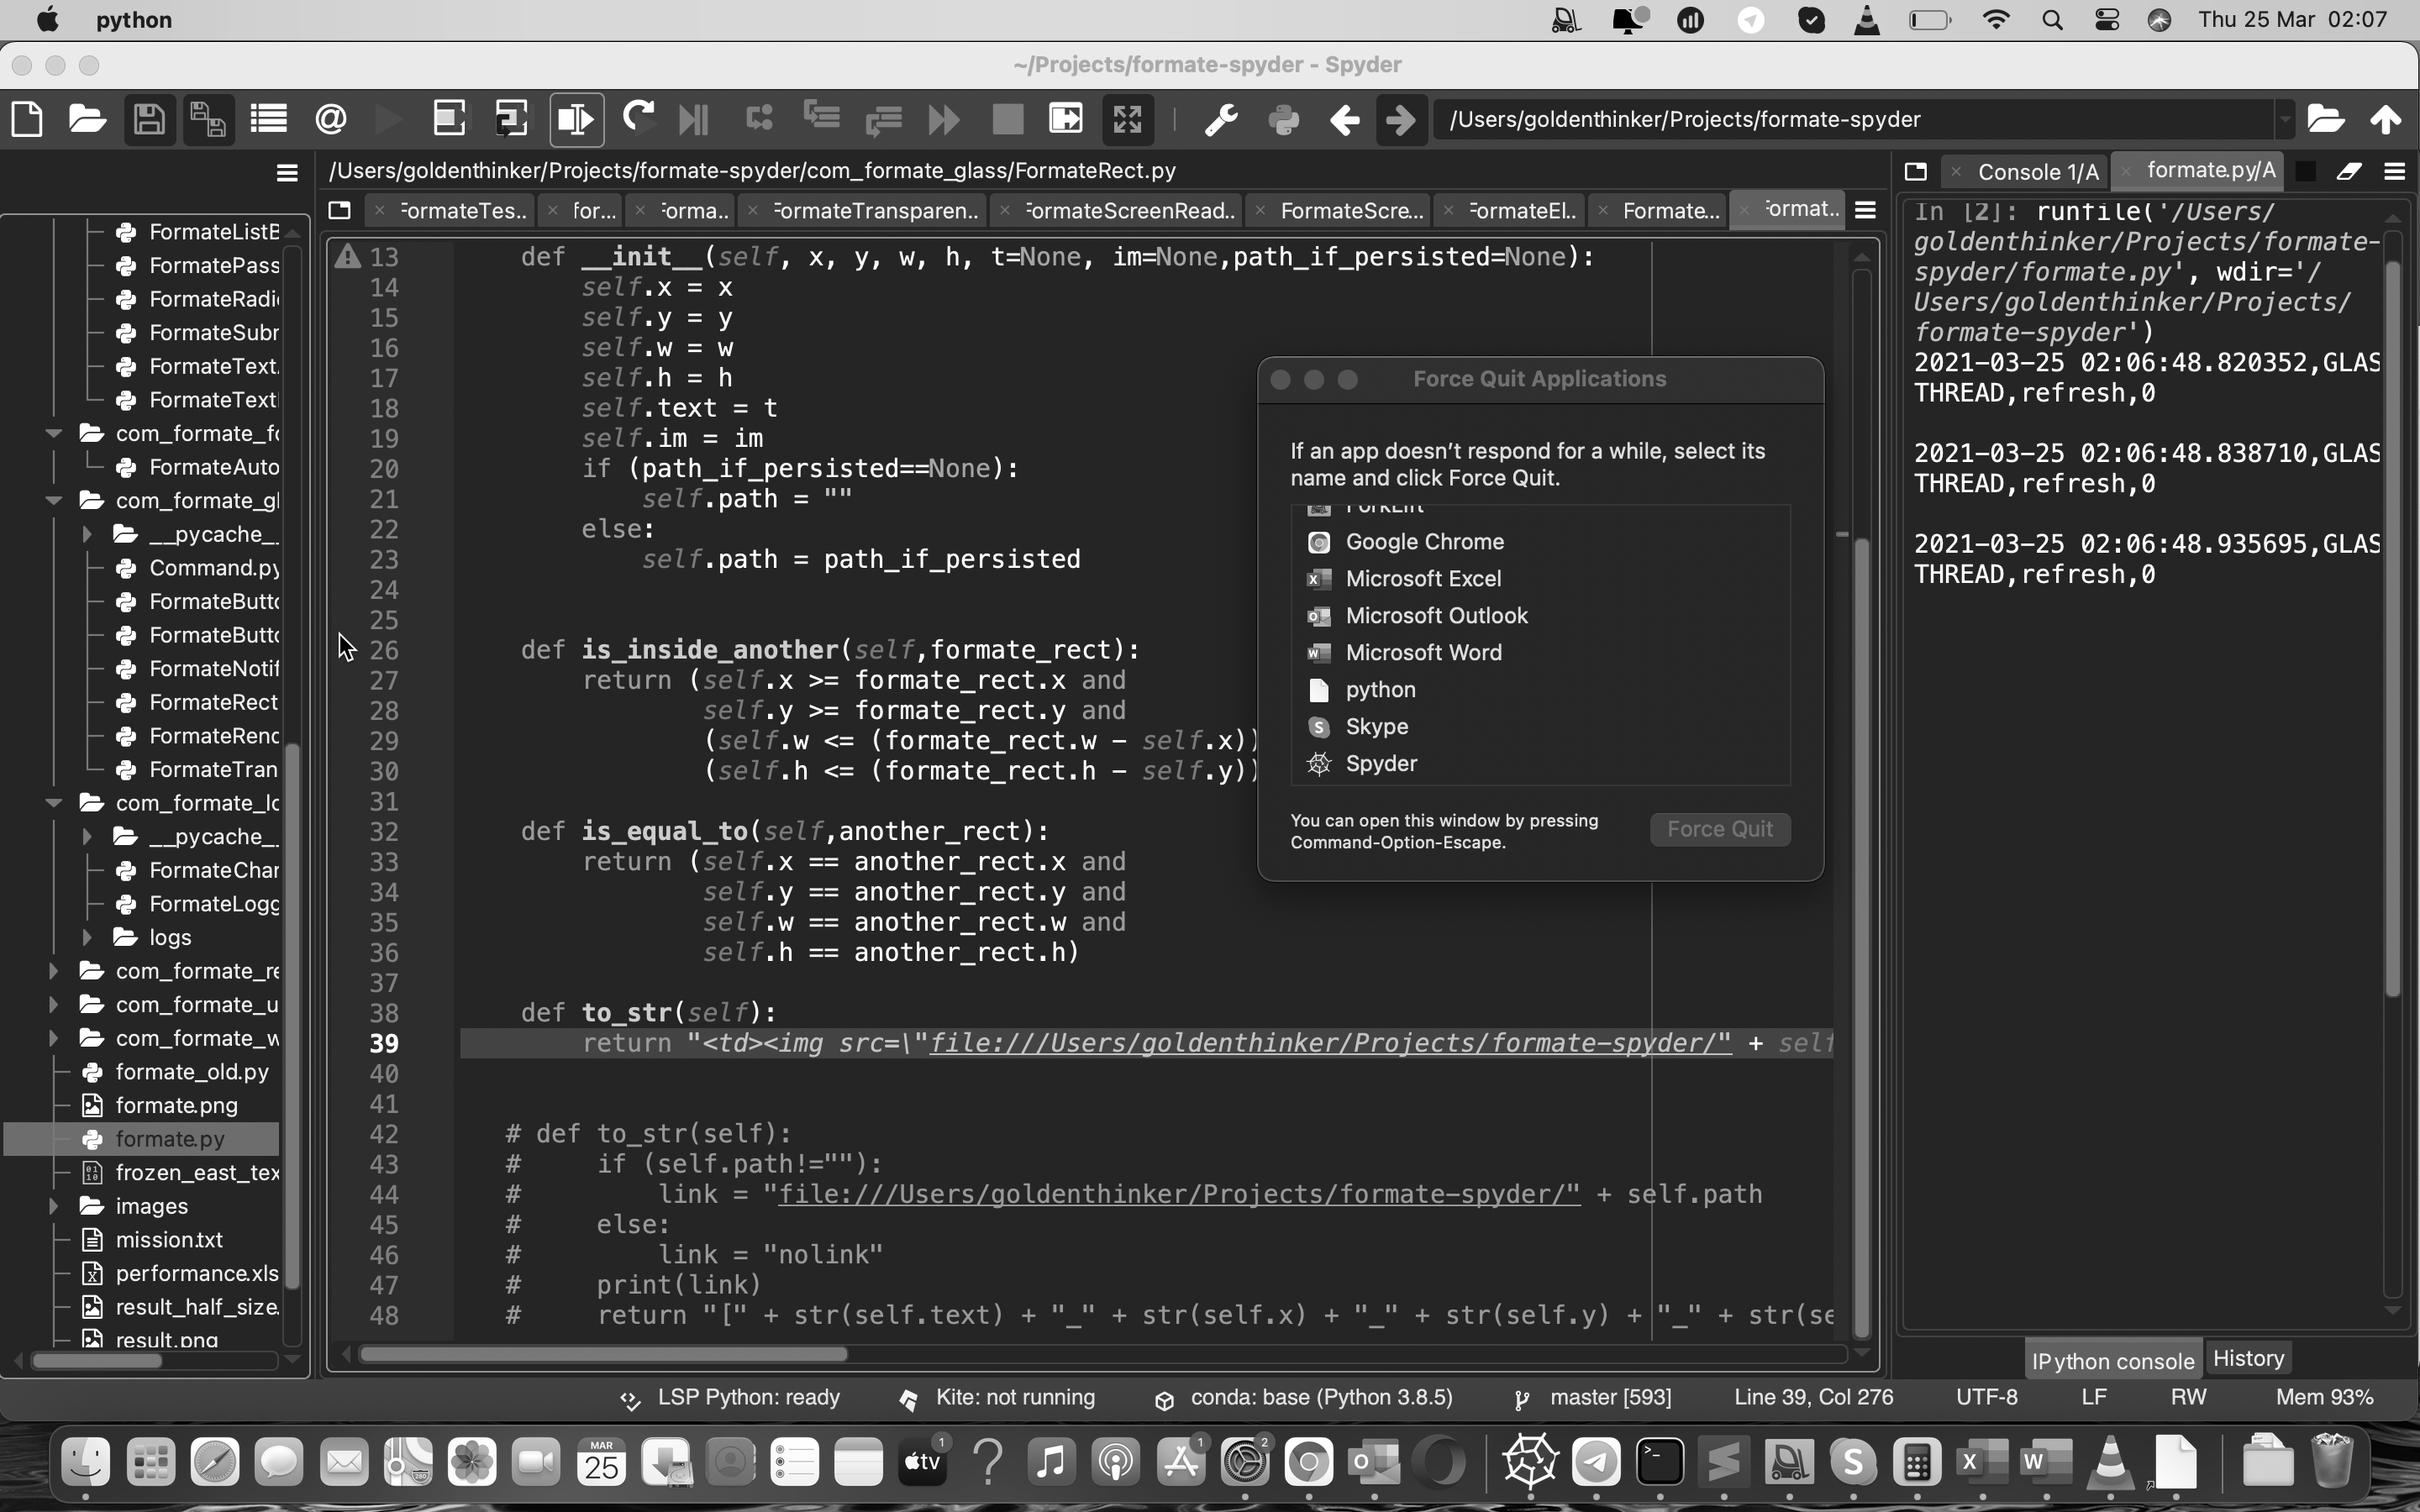 python
Thu 25 Mar 02:07
~/Projects/formate-spyder - Spyder
/Users/goldenthinker/Projects/formate-spyder
/Users/goldenthinker/Projects/formate-spyder/com_formate_glass/FormateRect.py
Console 1/A
formate.py/A
FormateTes..
for...
Forma..
FormateTransparen..
FormateScreenRead..
FormateScre...
FormateEl..
Formate...
Format..
FormateListB
FormatePass
FormateRadi
FormateSubr
FormateText.
FormateText
com_formate_fo
FormateAuto
com_formate_gl
__pycache__
Command.py
FormateButto
FormateButto
FormateNotif
FormateRect
FormateRend
FormateTran
com_formate_lo
__pycache__
FormateChar
FormateLogg
logs
com_formate_re
com_formate_u
com_formate_w
formate_old.py
formate.png
formate.py
frozen_east_tex
images
mission.txt
performance.xls
result_half_size.
result.png
13 def __init__(self, x, y, w, h, t=None, im=None,path_if_persisted=None):
14 self.x = x
15 self.y = y
16 self.w = w
17 self.h = h
18 self.text = t
19 self.im = im
20 if (path_if_persisted==None):
21 self.path = ""
22 else:
23 self.path = path_if_persisted
24
25
26 def is_inside_another(self,formate_rect):
27 return (self.x >= formate_rect.x and
28 self.y >= formate_rect.y and
29 (self.w <= (formate_rect.w - self.x))
30 (self.h <= (formate_rect.h - self.y))
31
32 def is_equal_to(self,another_rect):
33 return (self.x == another_rect.x and
34 self.y == another_rect.y and
35 self.w == another_rect.w and
36 self.h == another_rect.h)
37
38 def to_str(self):
39 return "<td><img src=\"file:///Users/goldenthinker/Projects/formate-spyder/" + self
40
41
42 # def to_str(self):
43 # if (self.path!=""):
44 # link = "file:///Users/goldenthinker/Projects/formate-spyder/" + self.path
45 # else:
46 # link = "nolink"
47 # print(link)
48 # return "[" + str(self.text) + "_" + str(self.x) + "_" + str(self.y) + "_" + str(se
Force Quit Applications
If an app doesn't respond for a while, select its
name and click Force Quit.
ForkLift
Google Chrome
Microsoft Excel
Microsoft Outlook
Microsoft Word
python
Skype
Spyder
You can open this window by pressing
Command-Option-Escape.
Force Quit
In [2]: runfile('/Users/
goldenthinker/Projects/formate-
spyder/formate.py', wdir='/
Users/goldenthinker/Projects/
formate-spyder')
2021-03-25 02:06:48.820352,GLAS
THREAD,refresh,0
2021-03-25 02:06:48.838710,GLAS
THREAD,refresh,0
2021-03-25 02:06:48.935695,GLAS
THREAD,refresh,0
IPython console
History
LSP Python: ready
Kite: not running
conda: base (Python 3.8.5)
master [593]
Line 39, Col 276
UTF-8
LF
RW
Mem 93%
MAR
25
tv
1
1
2